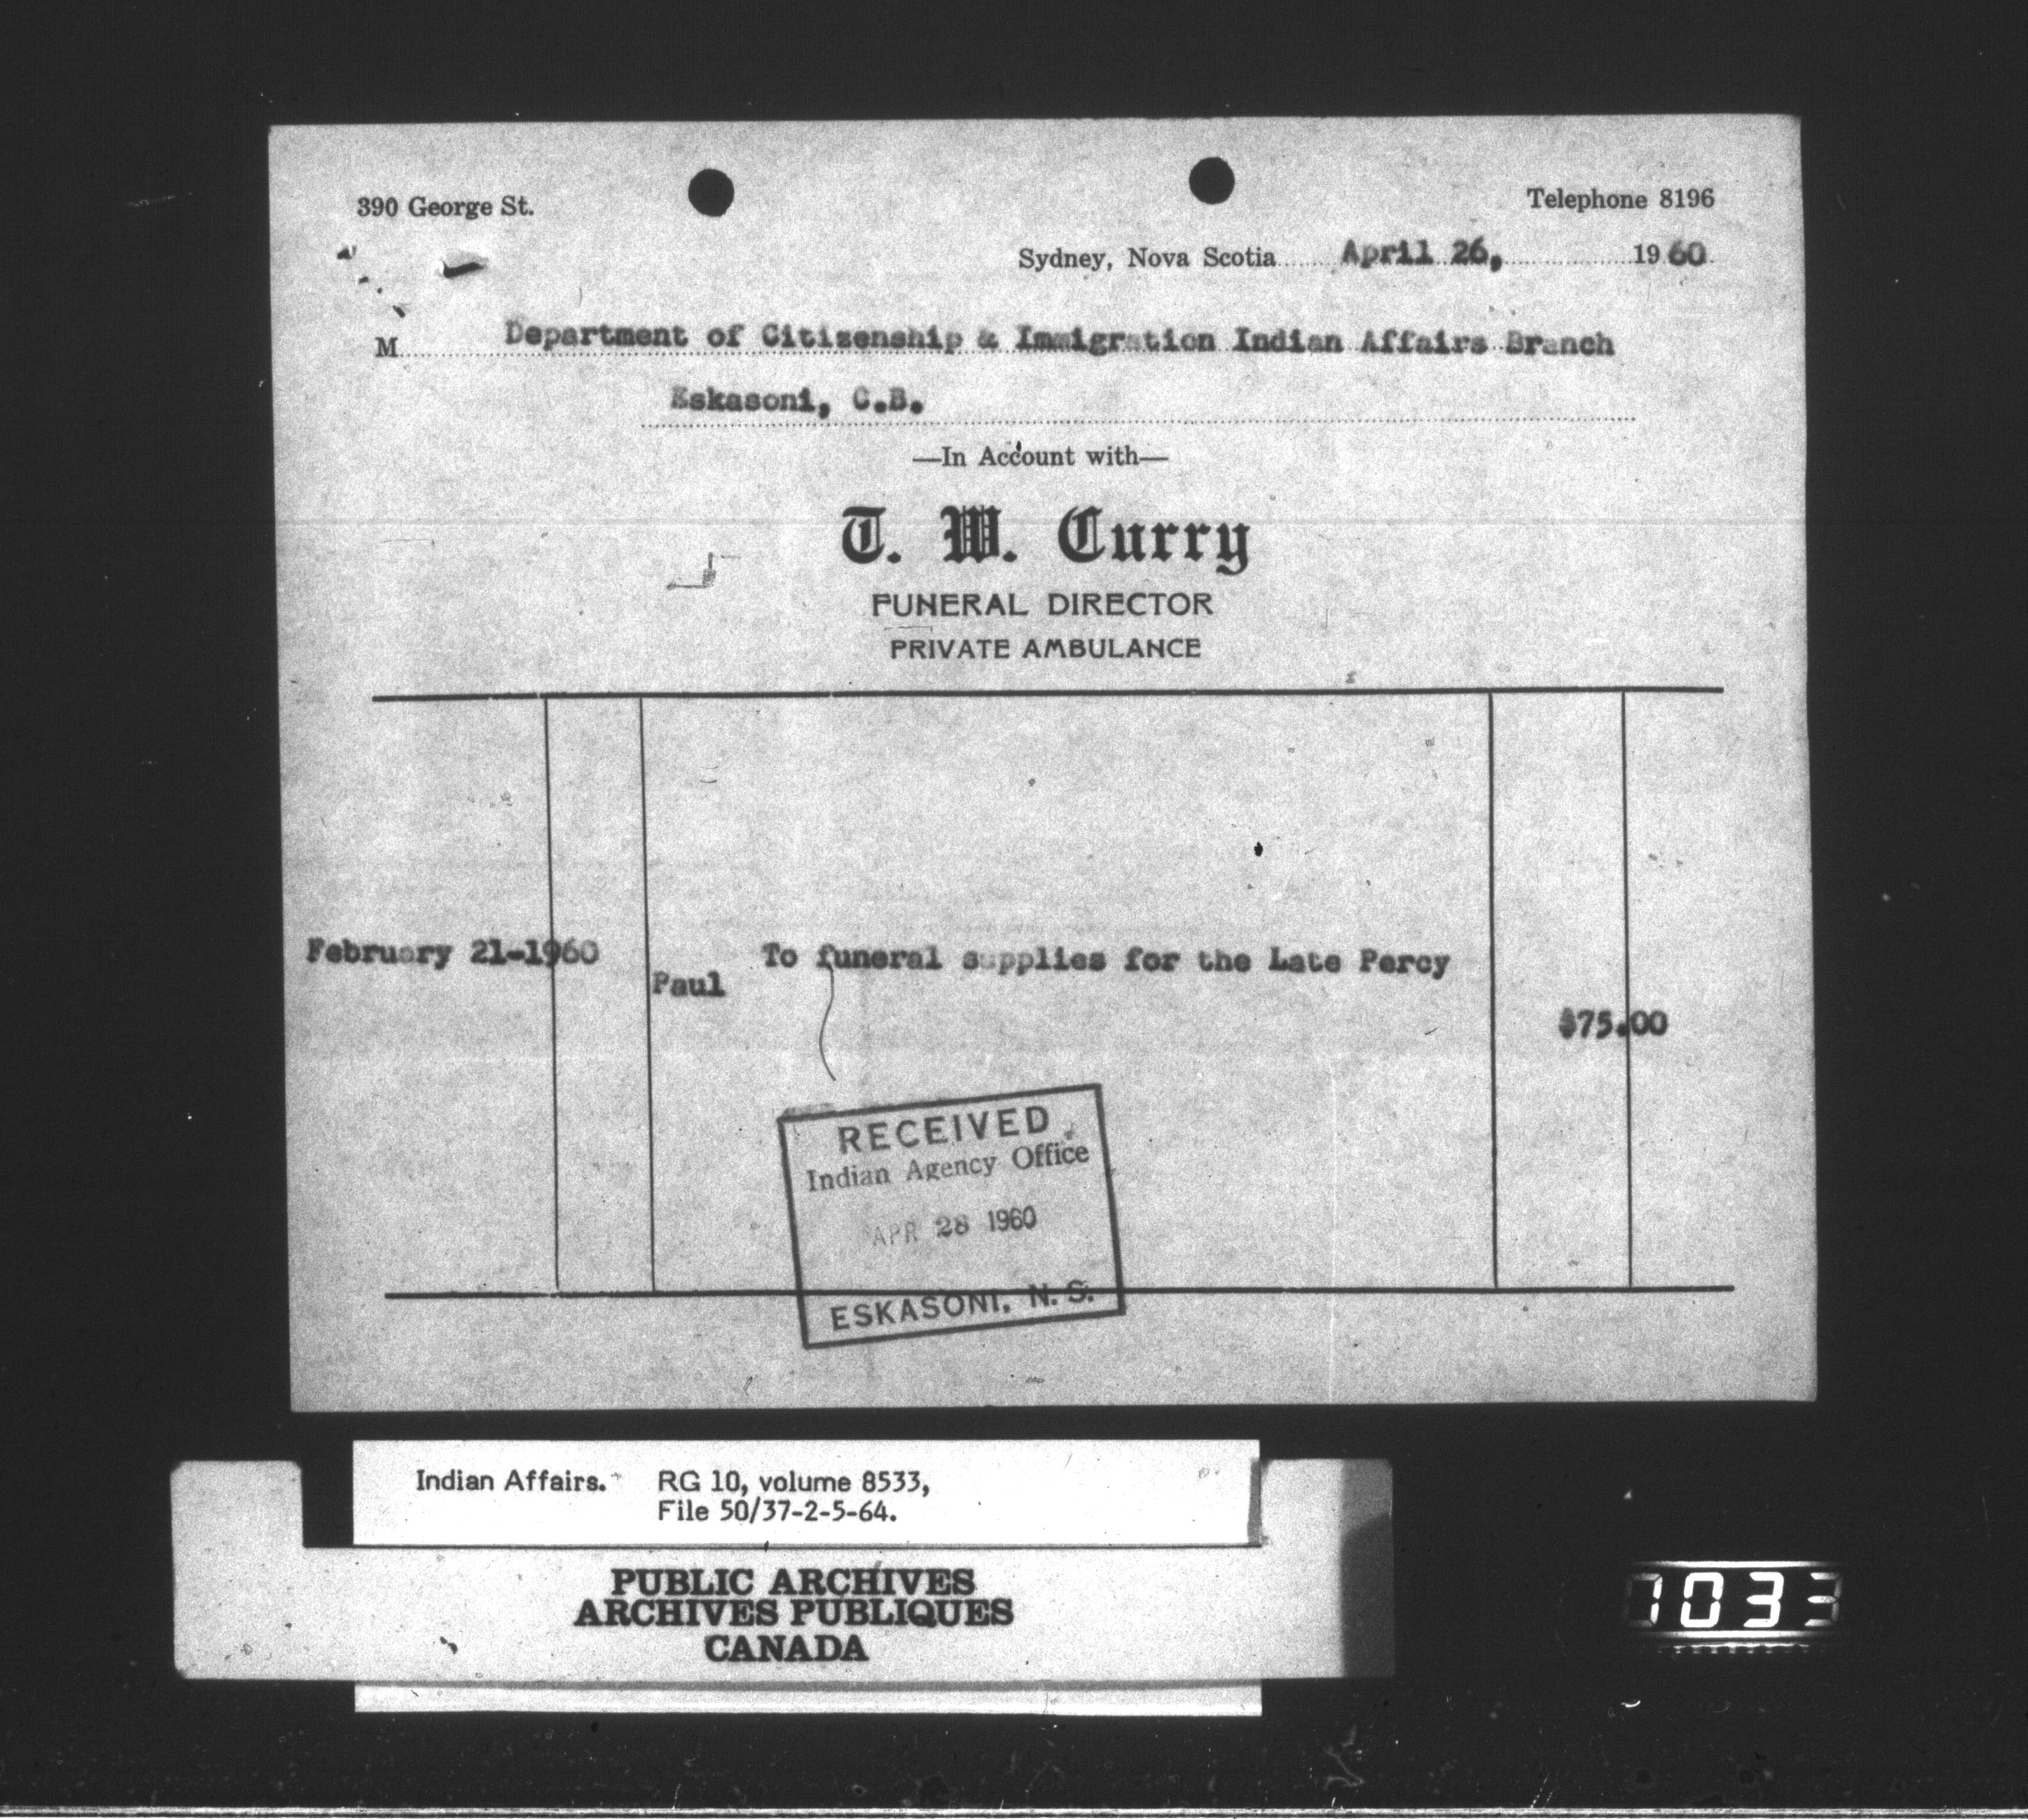 390 George St.
Telephone 8196
Sydney, Nova Scotia April 26, 1960
M Department of Citizenship & Immigration Indian Affairs Branch
Eskasoni, C.B.
—In Account with—
T. W. Curry
FUNERAL DIRECTOR
PRIVATE AMBULANCE
February 21-1960 To funeral supplies for the Late Percy
Paul
$75.00
RECEIVED
Indian Agency Office
APR 28 1960
ESKASONI, N. S.
Indian Affairs. RG 10, volume 8533,
File 50/37-2-5-64.
PUBLIC ARCHIVES
ARCHIVES PUBLIQUES
CANADA
1033